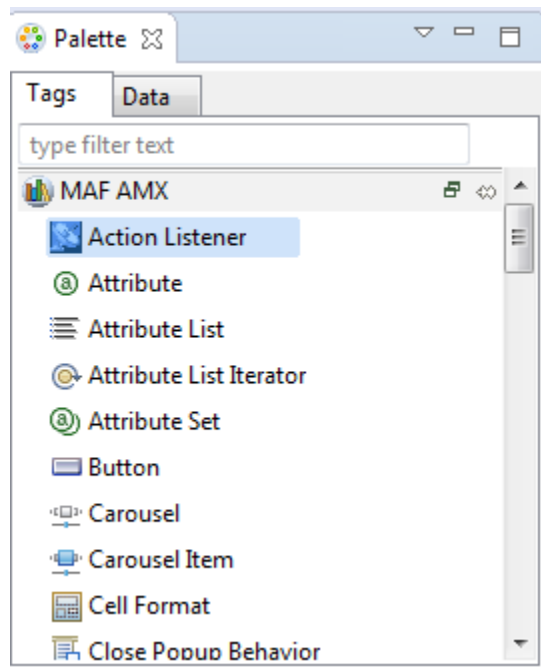 Palette
Tags Data
type filter text
MAF AMX
Action Listener
Attribute
Attribute List
Attribute List Iterator
Attribute Set
Button
Carousel
Carousel Item
Cell Format
Close Popup Behavior